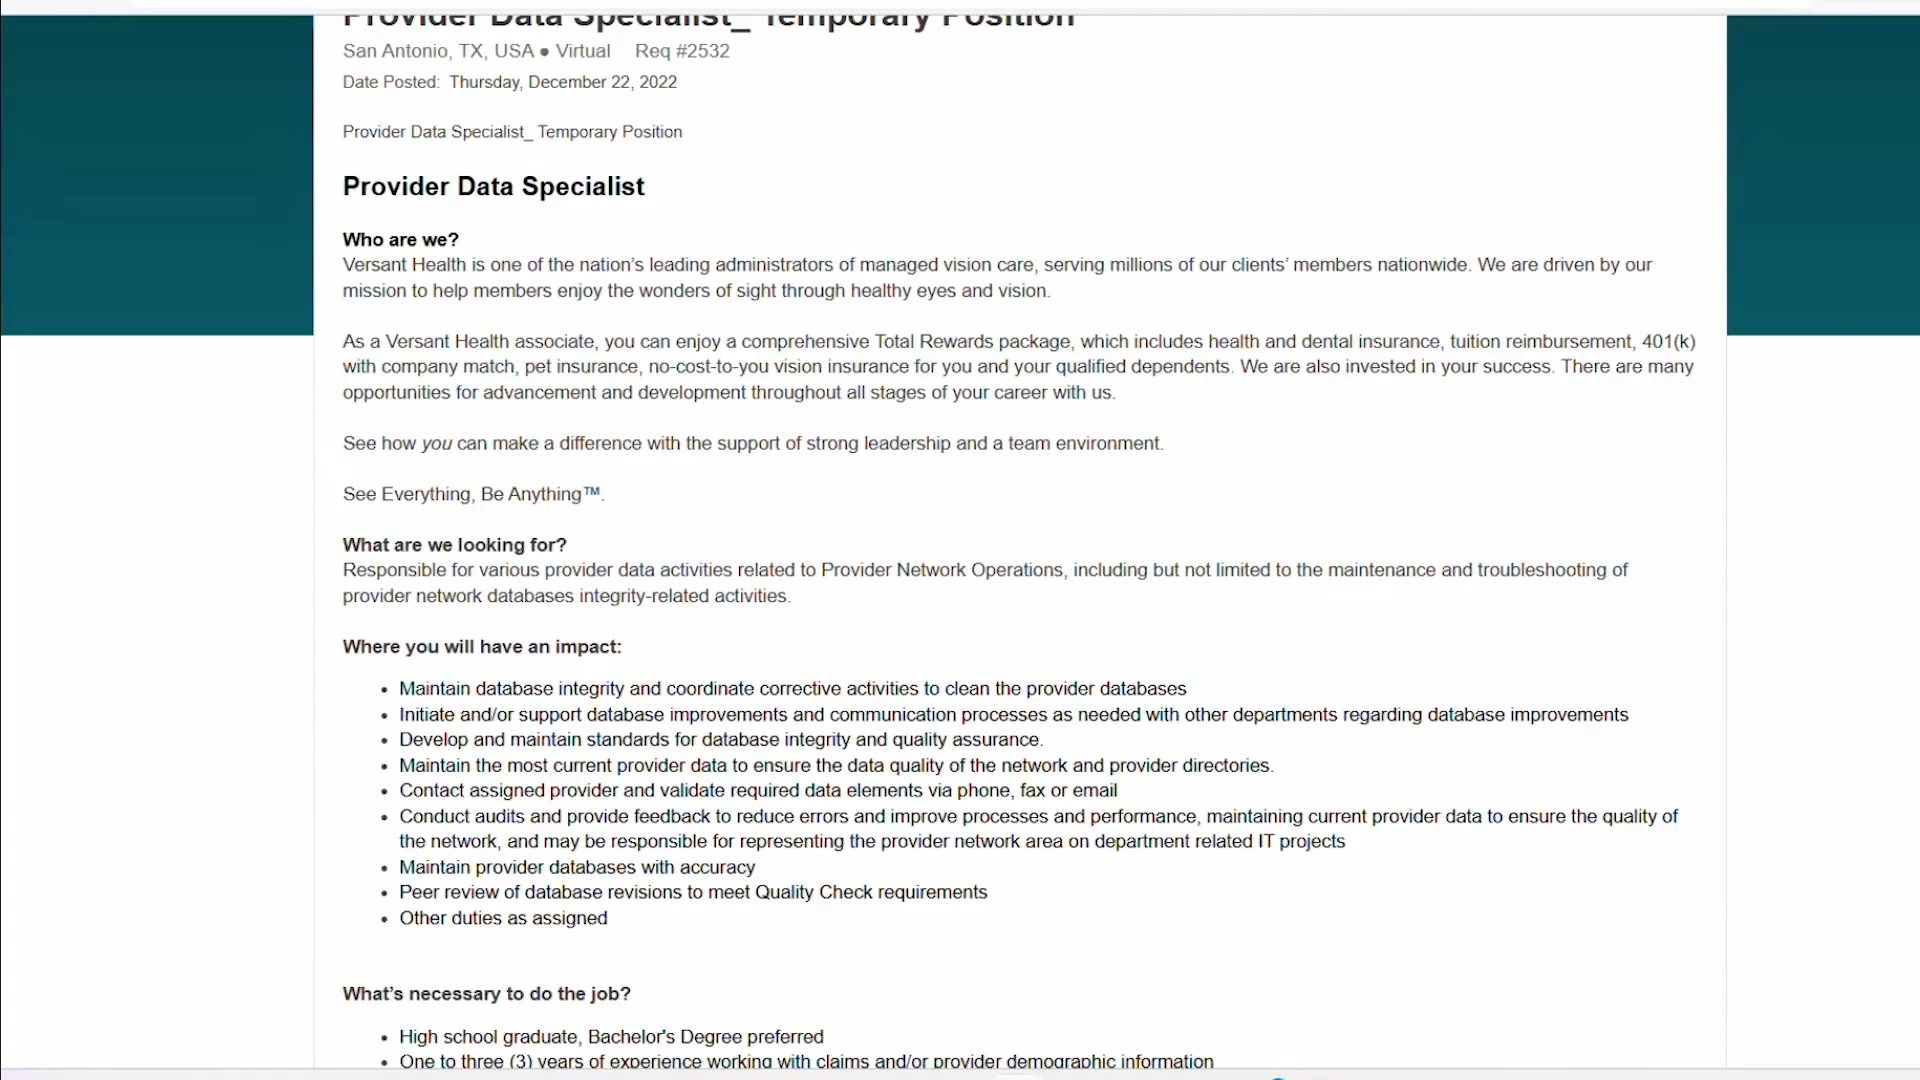 Provider Data Specialist_ Temporary Position
San Antonio, TX, USA ● Virtual Req #2532
Date Posted: Thursday, December 22, 2022
Provider Data Specialist_ Temporary Position
Provider Data Specialist
Who are we?
Versant Health is one of the nation’s leading administrators of managed vision care, serving millions of our clients’ members nationwide. We are driven by our
mission to help members enjoy the wonders of sight through healthy eyes and vision.
As a Versant Health associate, you can enjoy a comprehensive Total Rewards package, which includes health and dental insurance, tuition reimbursement, 401(k)
with company match, pet insurance, no-cost-to-you vision insurance for you and your qualified dependents. We are also invested in your success. There are many
opportunities for advancement and development throughout all stages of your career with us.
See how you can make a difference with the support of strong leadership and a team environment.
See Everything, Be Anything™.
What are we looking for?
Responsible for various provider data activities related to Provider Network Operations, including but not limited to the maintenance and troubleshooting of
provider network databases integrity-related activities.
Where you will have an impact:
• Maintain database integrity and coordinate corrective activities to clean the provider databases
• Initiate and/or support database improvements and communication processes as needed with other departments regarding database improvements
• Develop and maintain standards for database integrity and quality assurance.
• Maintain the most current provider data to ensure the data quality of the network and provider directories.
• Contact assigned provider and validate required data elements via phone, fax or email
• Conduct audits and provide feedback to reduce errors and improve processes and performance, maintaining current provider data to ensure the quality of
the network, and may be responsible for representing the provider network area on department related IT projects
• Maintain provider databases with accuracy
• Peer review of database revisions to meet Quality Check requirements
• Other duties as assigned
What’s necessary to do the job?
• High school graduate, Bachelor's Degree preferred
• One to three (3) years of experience working with claims and/or provider demographic information